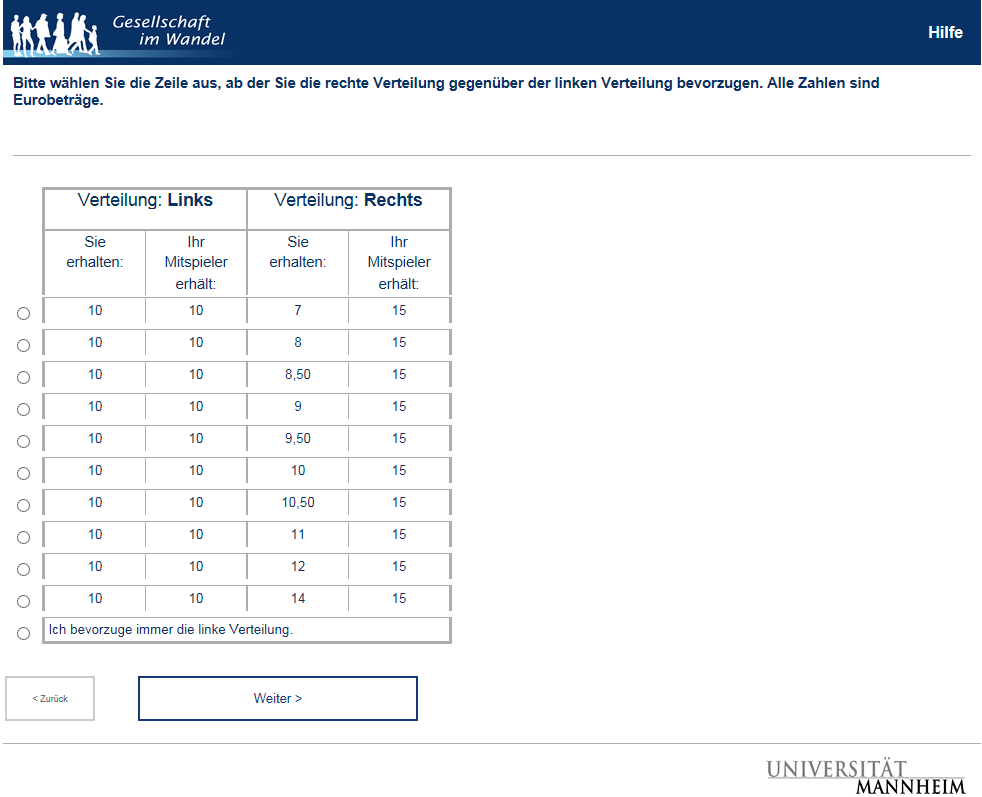 Gesellschaft
im Wandel
Hilfe
Bitte wählen Sie die Zeile aus, ab der Sie die rechte Verteilung gegenüber der linken Verteilung bevorzugen. Alle Zahlen sind
Eurobeträge.
Verteilung: Links Verteilung: Rechts
Sie Ihr Sie Ihr
erhalten: Mitspieler erhalten: Mitspieler
erhält: erhält:
10 10 7 15
10 10 8 15
10 10 8,50 15
10 10 9 15
10 10 9,50 15
10 10 10 15
10 10 10,50 15
10 10 11 15
10 10 12 15
10 10 14 15
Ich bevorzuge immer die linke Verteilung.
< Zurück Weiter >
UNIVERSITÄT
MANNHEIM